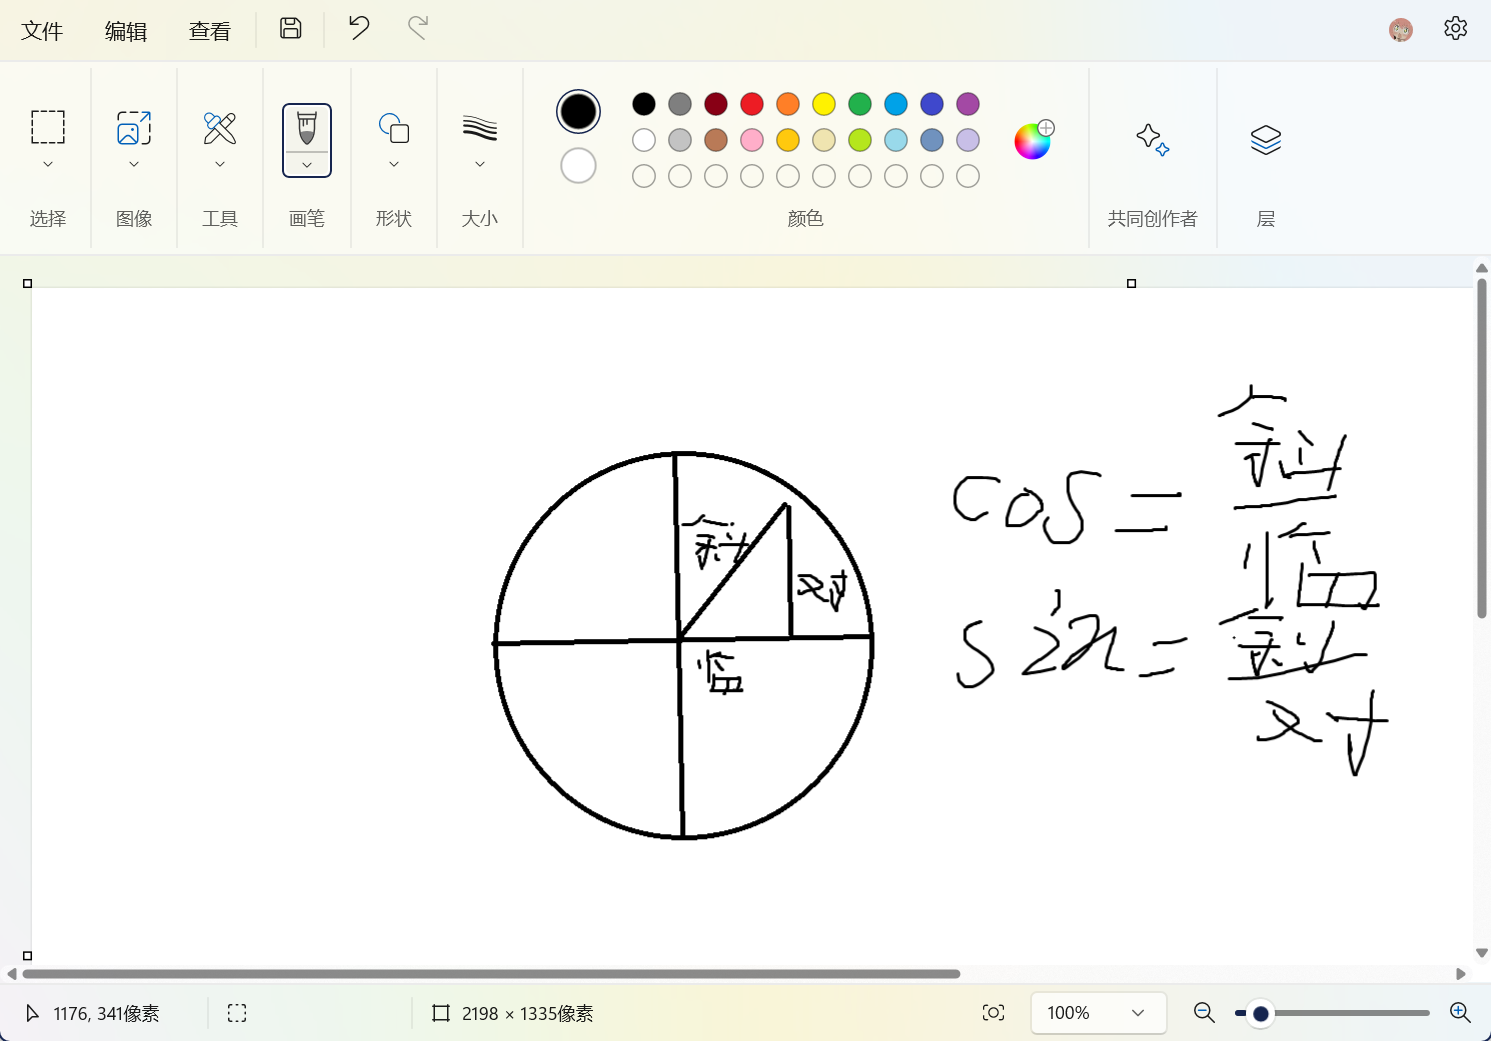 文件 编辑 查看
选择 图像 工具 画笔 形状 大小 颜色 共同创作者 层
斜
对
临
cos = 斜
临
sin = 斜
对
1176, 341像素 2198 × 1335像素 100%